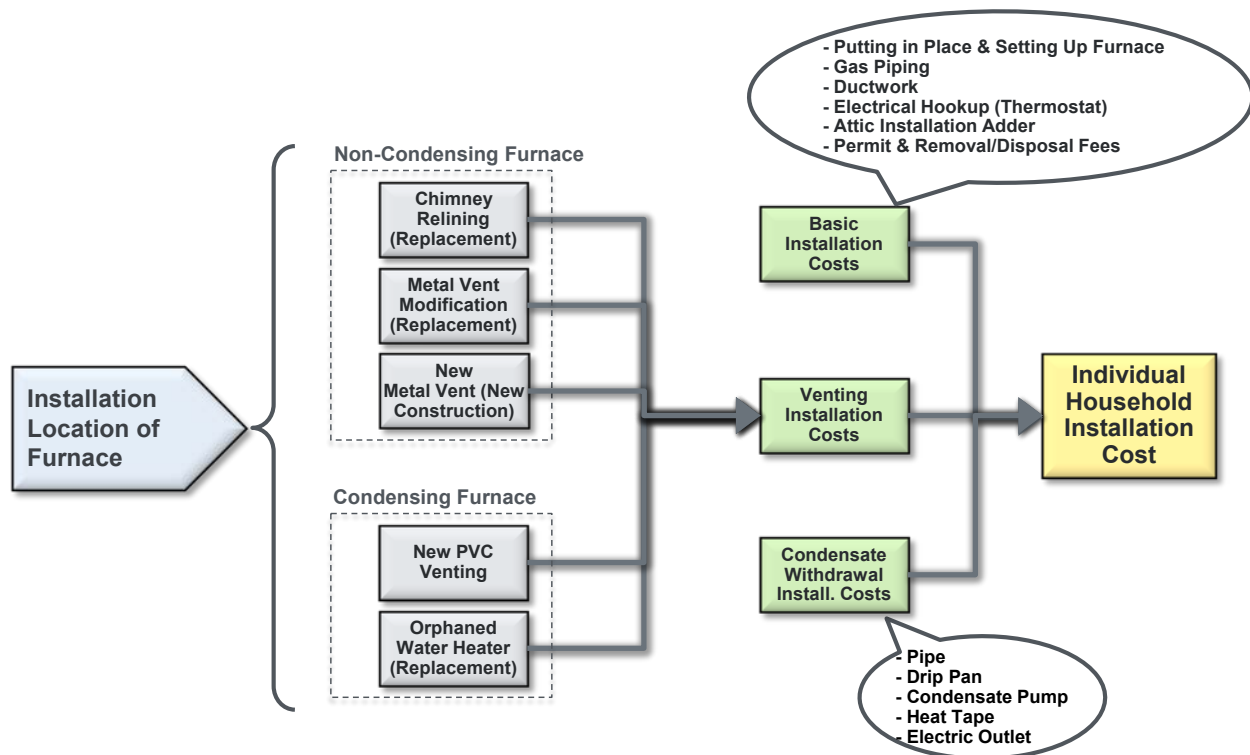 - Putting in Place & Setting Up Furnace
- Gas Piping
- Ductwork
- Electrical Hookup (Thermostat)
- Attic Installation Adder
- Permit & Removal/Disposal Fees
Non-Condensing Furnace
Chimney
Relining
(Replacement)
Metal Vent
Modification
(Replacement)
New
Metal Vent (New
Construction)
Installation
Location of
Furnace
Condensing Furnace
New PVC
Venting
Orphaned
Water Heater
(Replacement)
Basic
Installation
Costs
Venting
Installation
Costs
Condensate
Withdrawal
Install. Costs
Individual
Household
Installation
Cost
- Pipe
- Drip Pan
- Condensate Pump
- Heat Tape
- Electric Outlet